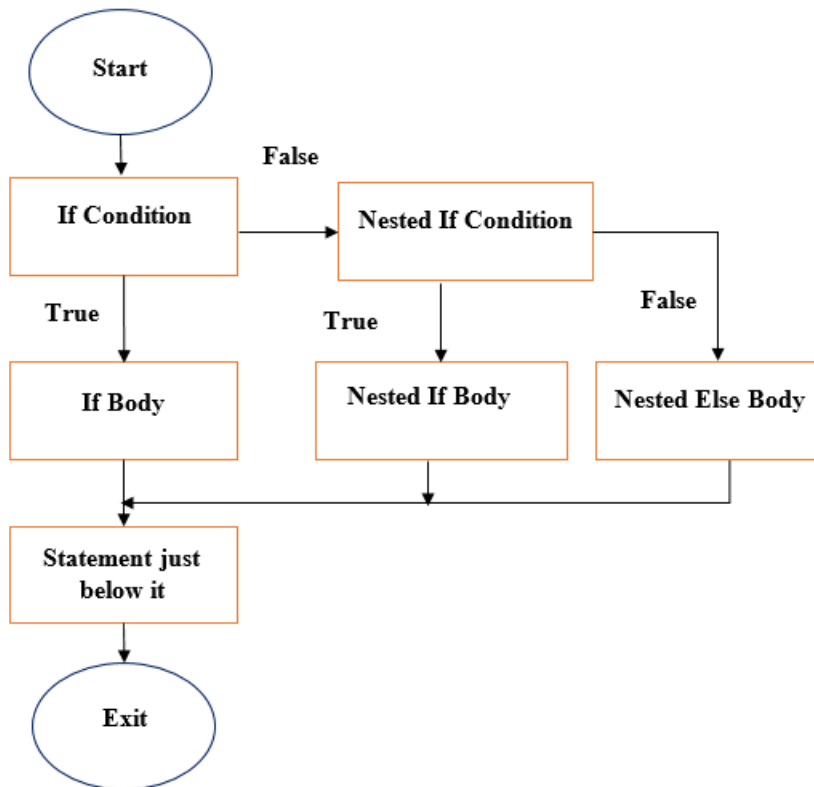 Start
False
If Condition
Nested If Condition
True
True
False
If Body
Nested If Body
Nested Else Body
Statement just
below it
Exit